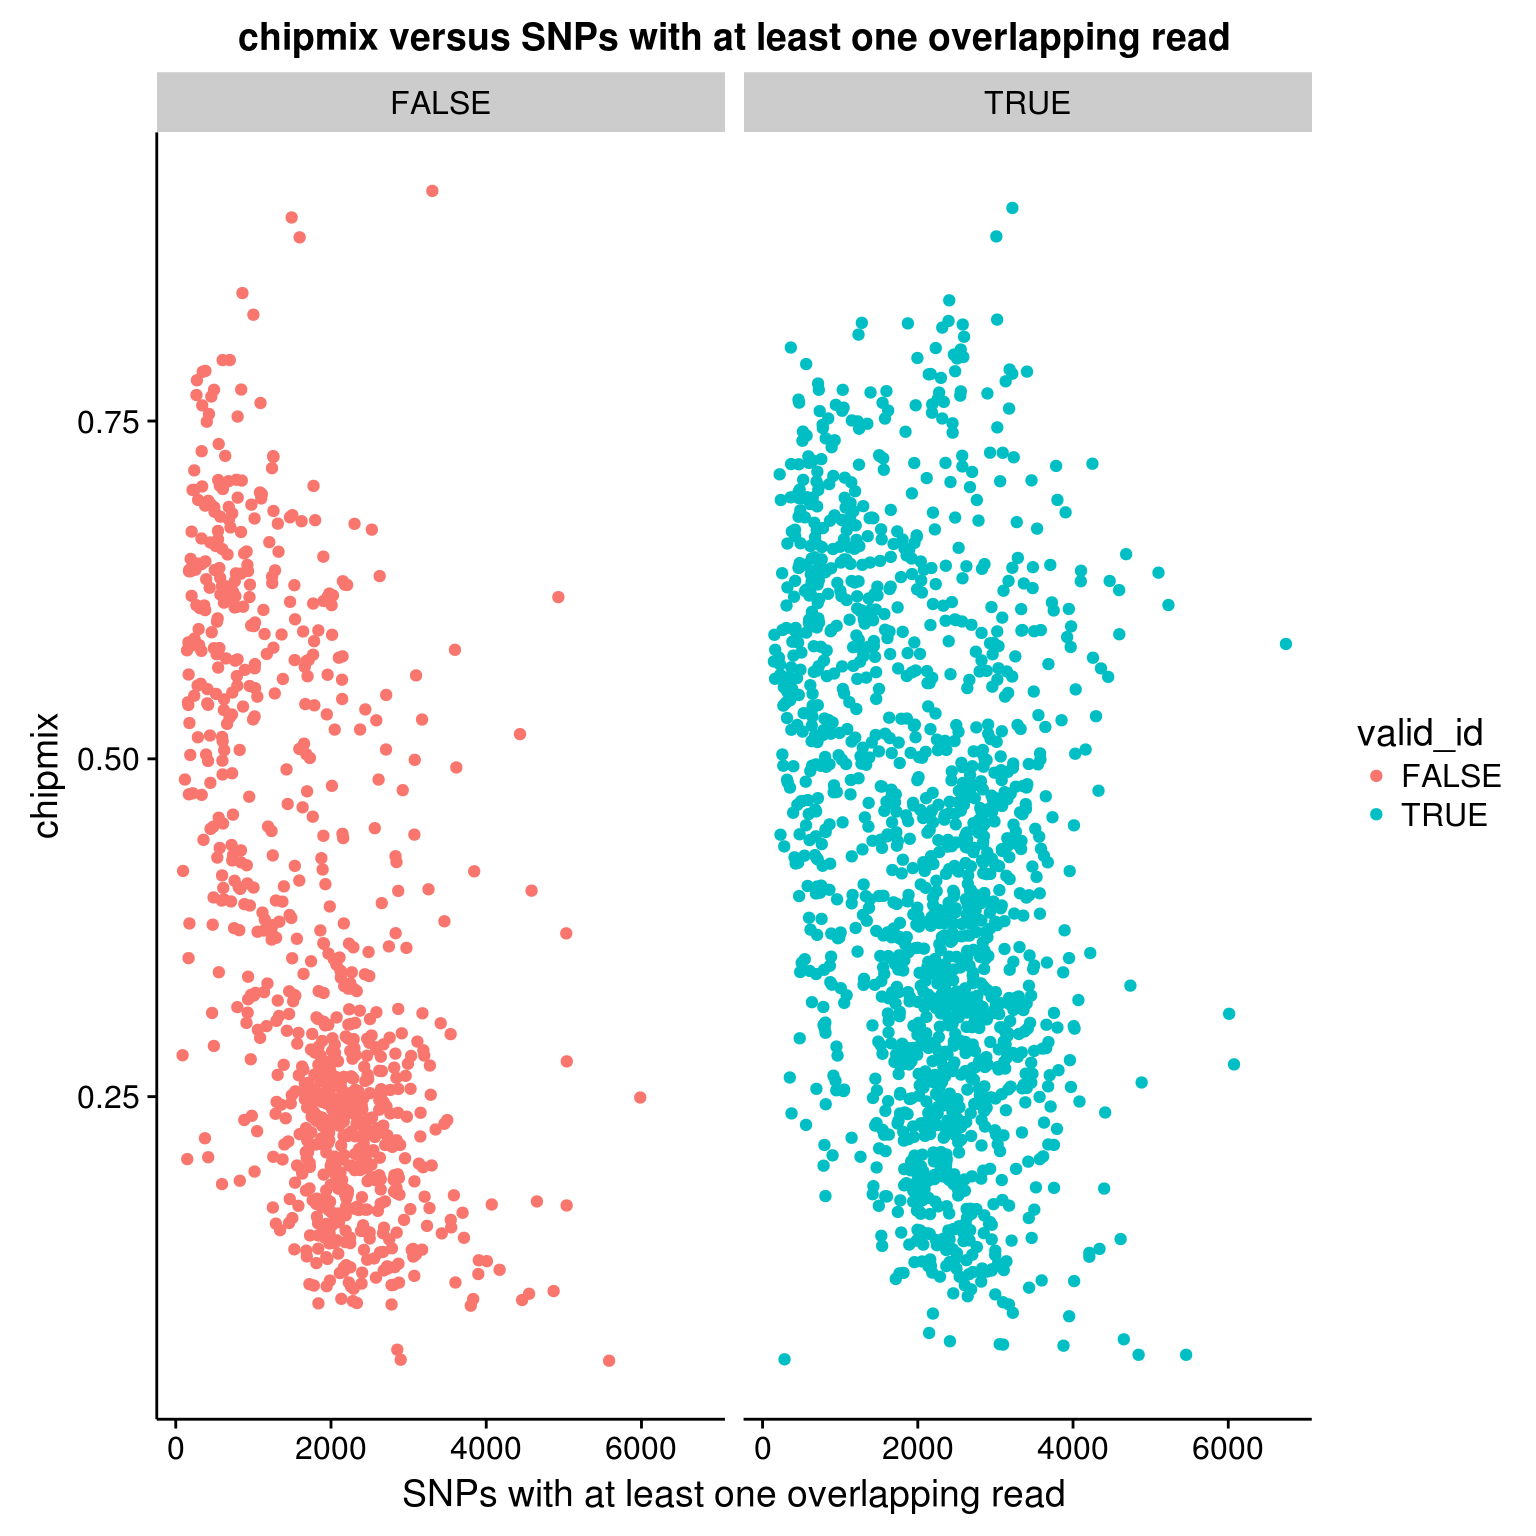 chipmix versus SNPs with at least one overlapping read
FALSE TRUE
0.75
0.50
0.25
chipmix
0 2000 4000 6000 0 2000 4000 6000
SNPs with at least one overlapping read
valid_id
FALSE
TRUE